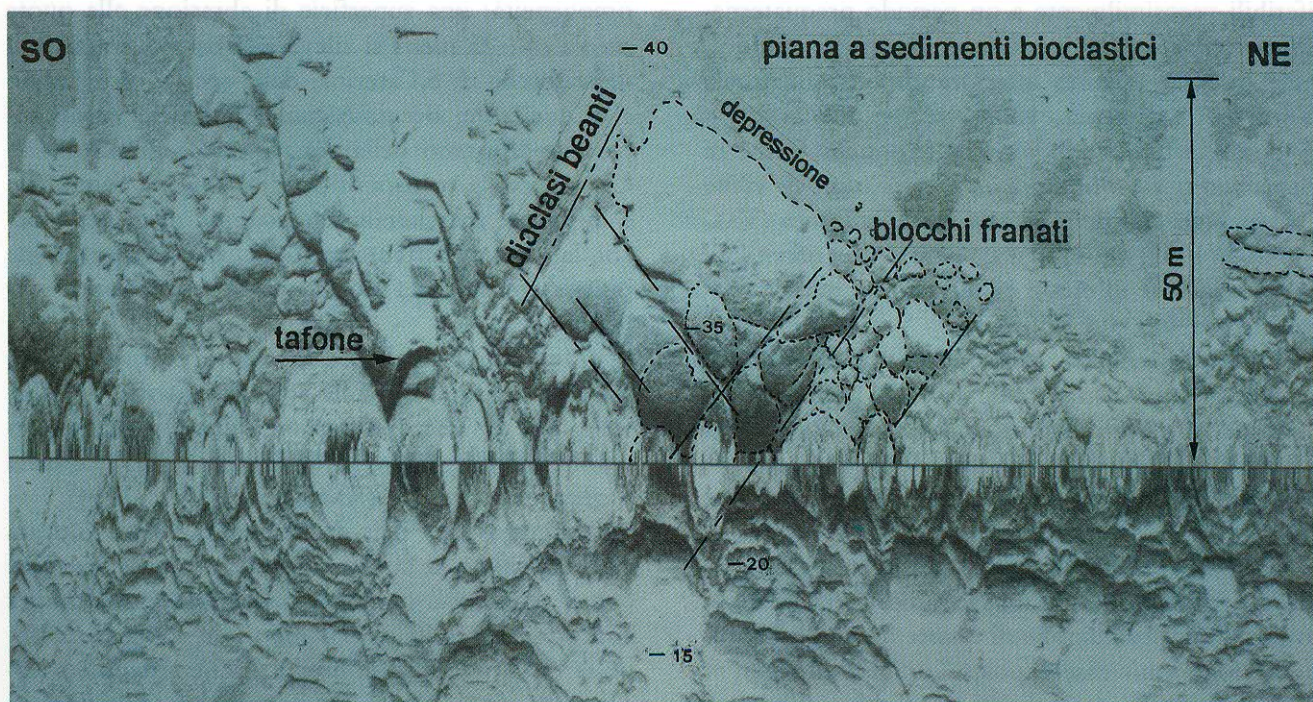 SO
– 40
piana a sedimenti bioclastici
NE
diaclasi beanti
depressione
blocchi franati
50 m
– 35
tafone
– 20
– 15